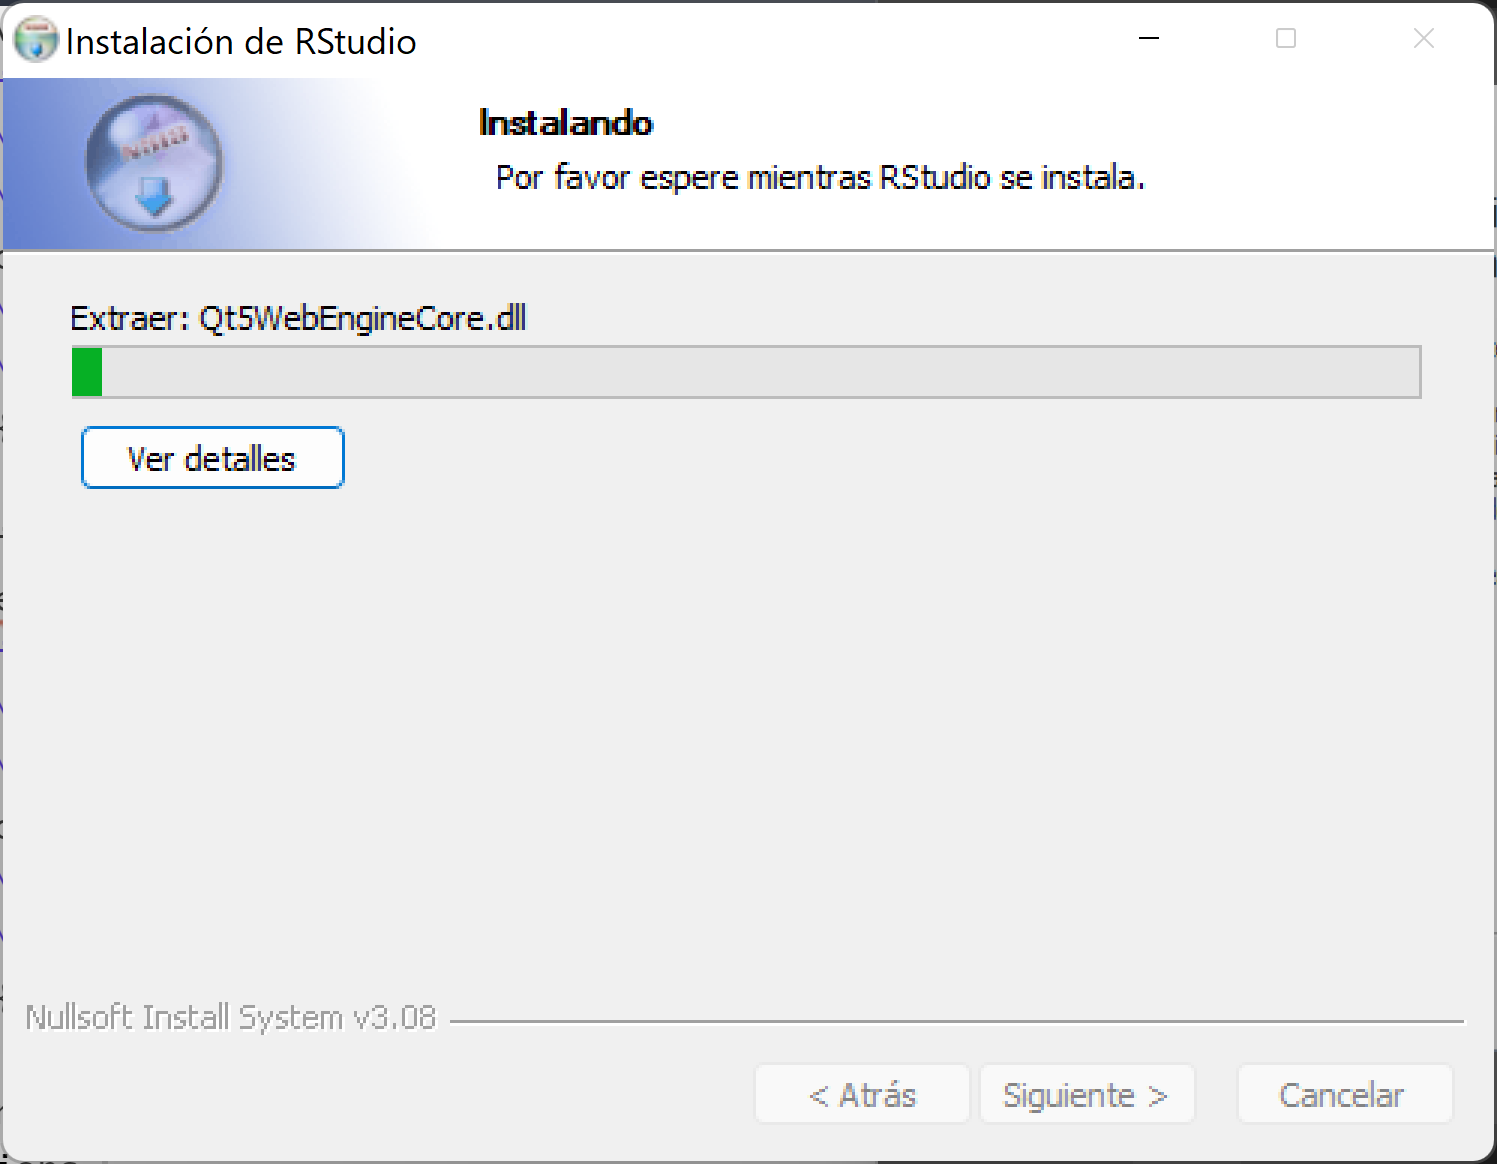 Instalación de RStudio
Instalando
Por favor espere mientras RStudio se instala.
Extraer: Qt5WebEngineCore.dll
Ver detalles
Nullsoft Install System v3.08
< Atrás
Siguiente >
Cancelar